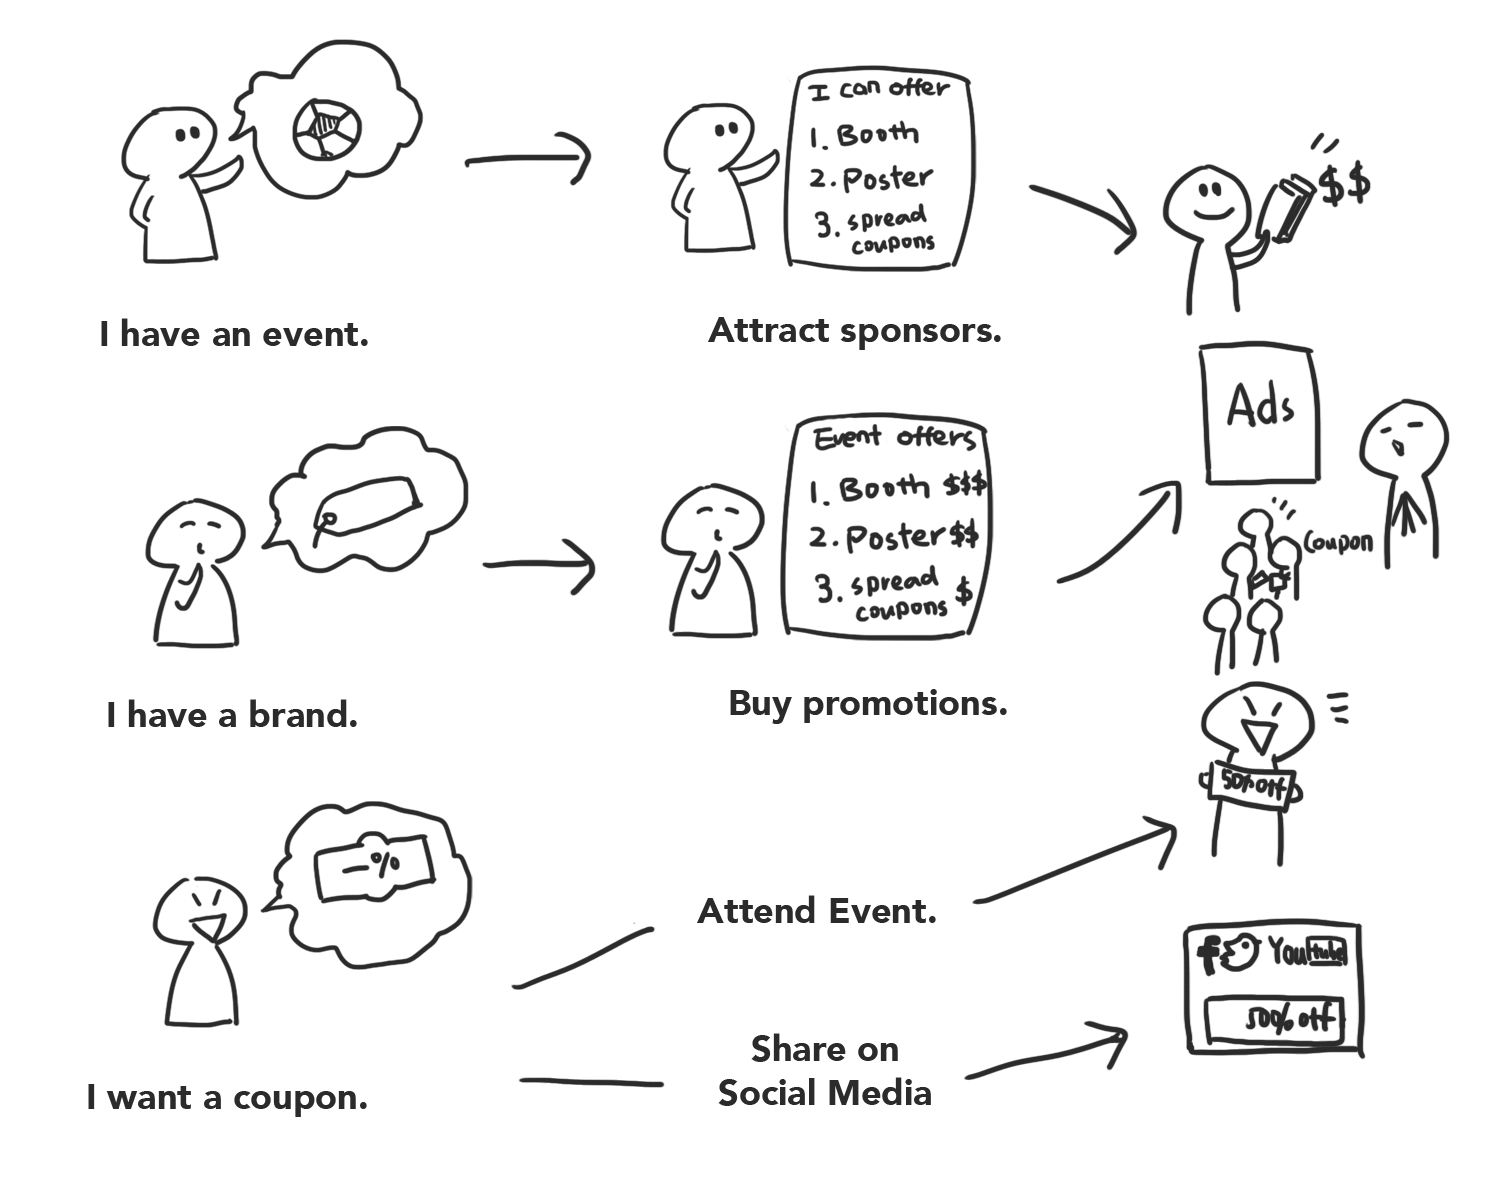 I can offer
1. Booth
2. Poster
3. spread
coupons
$$
I have an event.
Attract sponsors.
Ads
Event offers
1. Booth $$$
2. Poster $$
3. spread
coupons $
Coupon
I have a brand.
Buy promotions.
50% off
-%
Attend Event.
f YouTube
50% off
Share on
Social Media
I want a coupon.